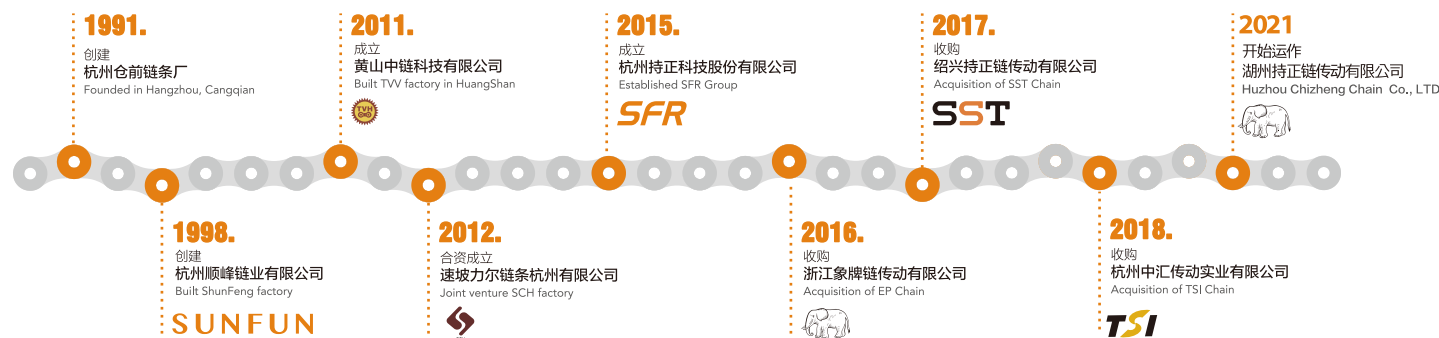 1991.
创建
杭州仓前链条厂
Founded in Hangzhou, Cangqian
1998.
创建
杭州顺峰链业有限公司
Built ShunFeng factory
SUNFUN
2011.
成立
黄山中链科技有限公司
Built TVV factory in HuangShan
TVH
2012.
合资成立
速坡力尔链条杭州有限公司
Joint venture SCH factory
2015.
成立
杭州持正科技股份有限公司
Established SFR Group
SFR
2016.
收购
浙江象牌链传动有限公司
Acquisition of EP Chain
2017.
收购
绍兴持正链传动有限公司
Acquisition of SST Chain
SST
2018.
收购
杭州中汇传动实业有限公司
Acquisition of TSI Chain
TSI
2021
开始运作
湖州持正链传动有限公司
Huzhou Chizheng Chain Co., LTD